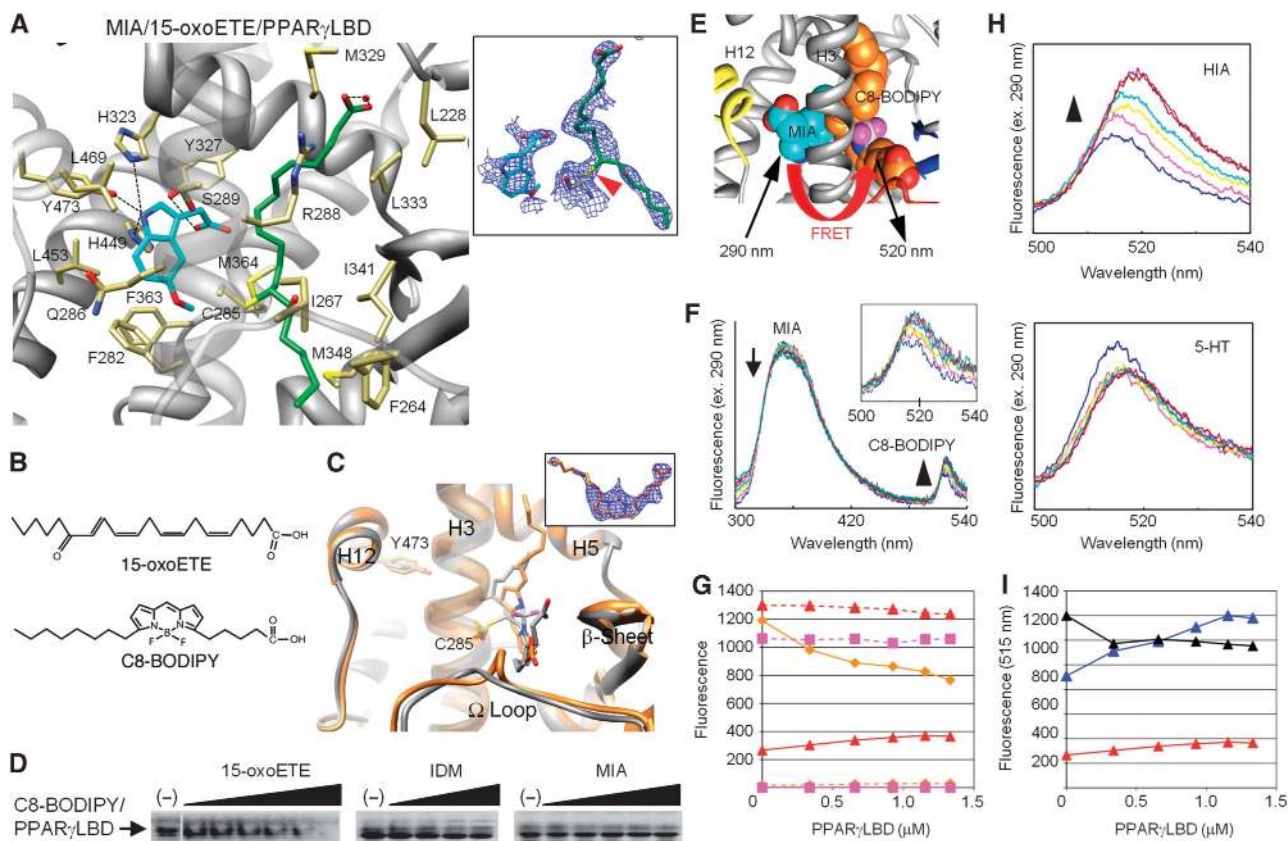 A
MIA/15-oxoETE/PPARγLBD
M329
H323
L469
Y327
L228
S289
Y473
R288
L333
H449
L453
M364
I341
F363
C285
I267
Q286
F282
M348
F264
B
15-oxoETE
C8-BODIPY
O
OH
N
B
N
F
F
O
OH
C
H3
H12
Y473
H5
C285
β-Sheet
Ω Loop
D
15-oxoETE
IDM
MIA
C8-BODIPY/
PPARγLBD
(–)
(–)
(–)
E
H12
H3
C8-BODIPY
MIA
FRET
290 nm
520 nm
F
MIA
C8-BODIPY
Fluorescence (ex. 290 nm)
500
520
540
300
420
540
Wavelength (nm)
G
1400
1200
1000
800
600
400
200
Fluorescence
0
0.5
1.0
1.5
PPARγLBD (μM)
H
HIA
Fluorescence (ex. 290 nm)
500
520
540
Wavelength (nm)
5-HT
Fluorescence (ex. 290 nm)
500
520
540
Wavelength (nm)
I
1400
1200
1000
800
600
400
200
Fluorescence (515 nm)
0
0.5
1.0
1.5
PPARγLBD (μM)